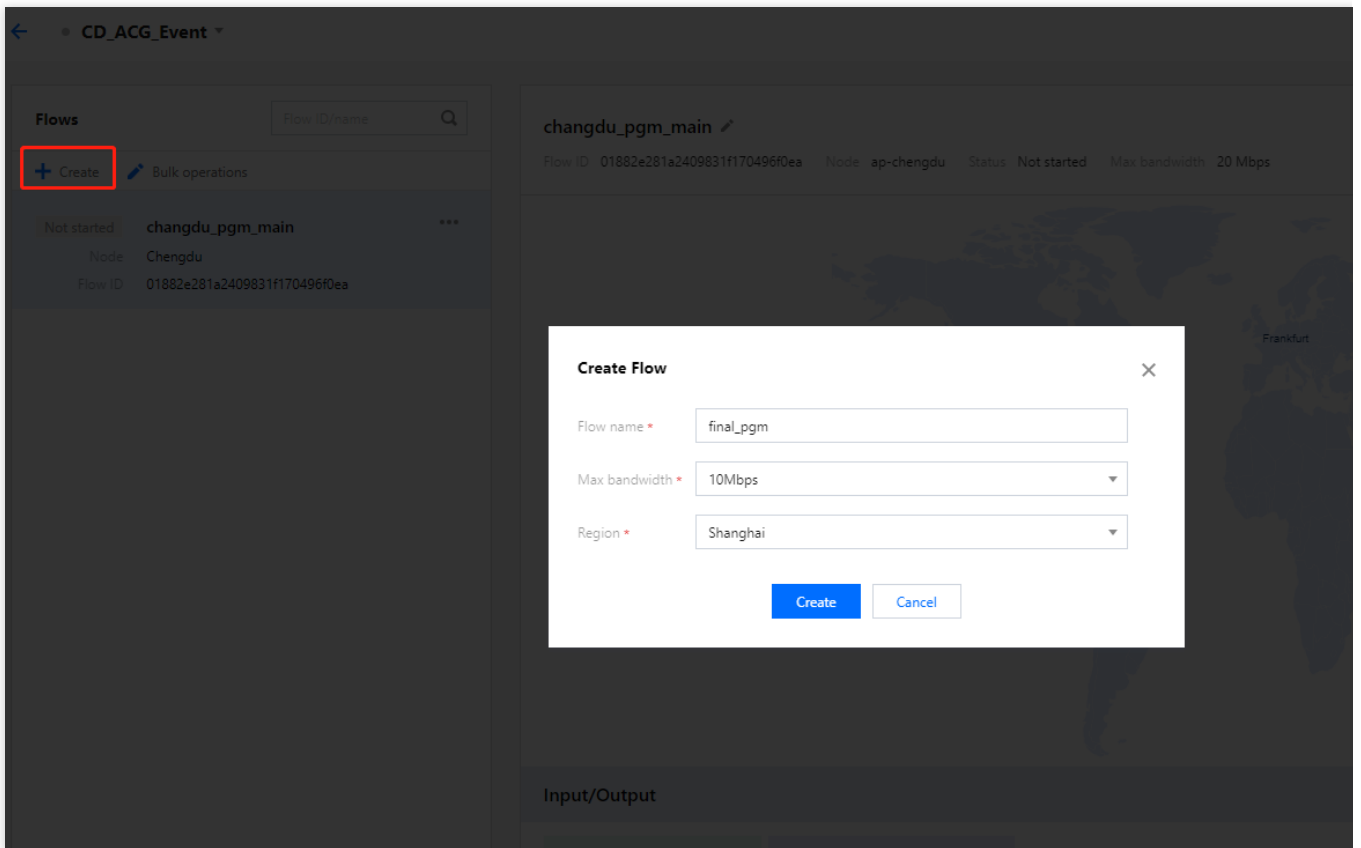 CD_ACG_Event
Flows
Flow ID/name
Create
Bulk operations
Not started changdu_pgm_main
Node Chengdu
Flow ID 01882e281a2409831f170496f0ea
changdu_pgm_main
Flow ID 01882e281a2409831f170496f0ea Node ap-chengdu Status Not started Max bandwidth 20 Mbps
Frankfurt
Create Flow
Flow name * final_pgm
Max bandwidth * 10Mbps
Region * Shanghai
Create Cancel
Input/Output